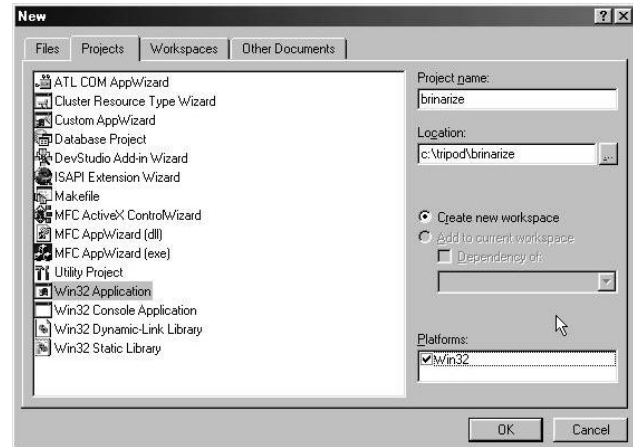 New
Files Projects Workspaces Other Documents
ATL COM AppWizard
Cluster Resource Type Wizard
Custom AppWizard
Database Project
DevStudio Add-in Wizard
ISAPI Extension Wizard
Makefile
MFC ActiveX ControlWizard
MFC AppWizard (dll)
MFC AppWizard (exe)
Utility Project
Win32 Application
Win32 Console Application
Win32 Dynamic-Link Library
Win32 Static Library
Project name:
brinarize
Location:
c:\tripod\brinarize
...
Create new workspace
Add to current workspace
Dependency of:
Platforms:
Win32
OK Cancel